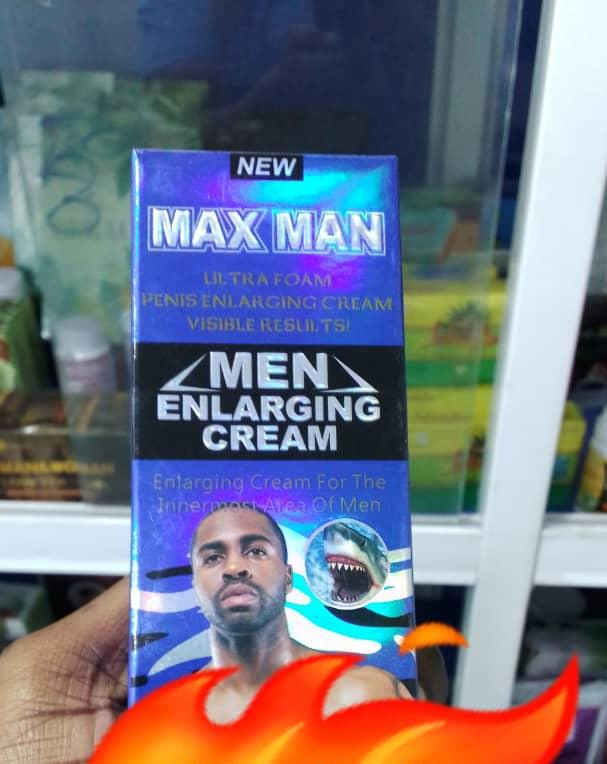 NEW
MAX MAN
ULTRA FOAM
PENIS ENLARGING CREAM
VISIBLE RESULTS!
MEN
ENLARGING
CREAM
Enlarging Cream For The
Innermost Area Of Men